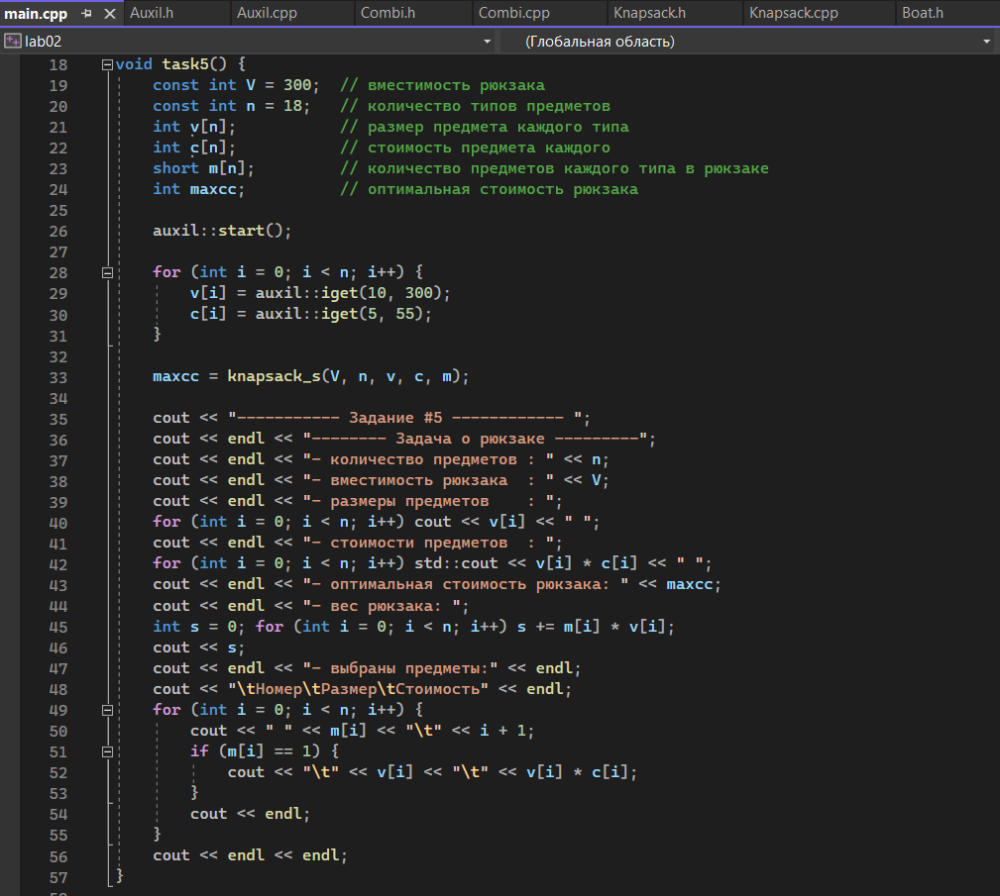 main.cpp Auxil.h Auxil.cpp Combi.h Combi.cpp Knapsack.h Knapsack.cpp Boat.h
lab02 (Глобальная область)
18 void task5() {
19 const int V = 300; // вместимость рюкзака
20 const int n = 18; // количество типов предметов
21 int v[n]; // размер предмета каждого типа
22 int c[n]; // стоимость предмета каждого
23 short m[n]; // количество предметов каждого типа в рюкзаке
24 int maxcc; // оптимальная стоимость рюкзака
25
26 auxil::start();
27
28 for (int i = 0; i < n; i++) {
29 v[i] = auxil::iget(10, 300);
30 c[i] = auxil::iget(5, 55);
31 }
32
33 maxcc = knapsack_s(V, n, v, c, m);
34
35 cout << "----------- Задание #5 ------------ ";
36 cout << endl << "-------- Задача о рюкзаке ---------";
37 cout << endl << "- количество предметов : " << n;
38 cout << endl << "- вместимость рюкзака  : " << V;
39 cout << endl << "- размеры предметов    : ";
40 for (int i = 0; i < n; i++) cout << v[i] << " ";
41 cout << endl << "- стоимости предметов  : ";
42 for (int i = 0; i < n; i++) std::cout << v[i] * c[i] << " ";
43 cout << endl << "- оптимальная стоимость рюкзака: " << maxcc;
44 cout << endl << "- вес рюкзака: ";
45 int s = 0; for (int i = 0; i < n; i++) s += m[i] * v[i];
46 cout << s;
47 cout << endl << "- выбраны предметы:" << endl;
48 cout << "\tНомер\tРазмер\tСтоимость" << endl;
49 for (int i = 0; i < n; i++) {
50 cout << " " << m[i] << "\t" << i + 1;
51 if (m[i] == 1) {
52 cout << "\t" << v[i] << "\t" << v[i] * c[i];
53 }
54 cout << endl;
55 }
56 cout << endl << endl;
57 }